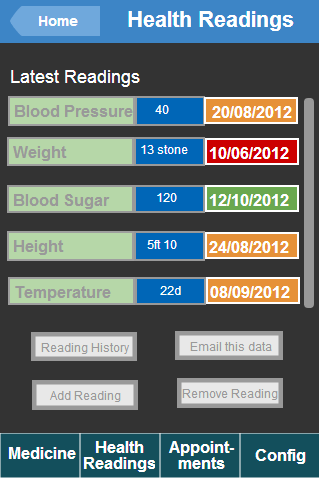 Home
Health Readings
Latest Readings
Blood Pressure 40 20/08/2012
Weight 13 stone 10/06/2012
Blood Sugar 120 12/10/2012
Height 5ft 10 24/08/2012
Temperature 22d 08/09/2012
Reading History Email this data
Add Reading Remove Reading
Medicine
Health
Readings
Appoint-
ments
Config